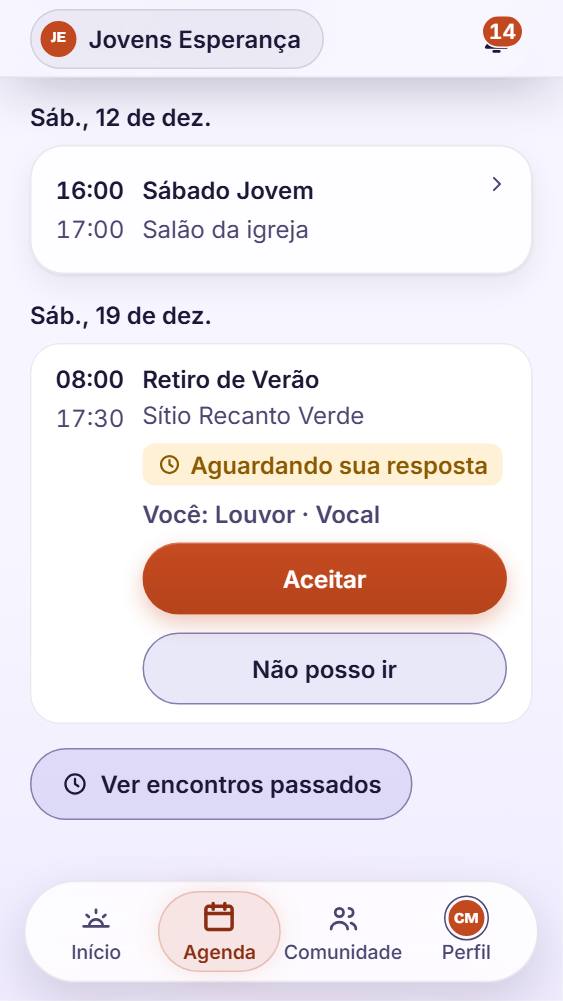 JE Jovens Esperança
14
Sáb., 12 de dez.
16:00 Sábado Jovem
17:00 Salão da igreja
Sáb., 19 de dez.
08:00 Retiro de Verão
17:30 Sítio Recanto Verde
Aguardando sua resposta
Você: Louvor · Vocal
Aceitar
Não posso ir
Ver encontros passados
CM
Início Agenda Comunidade Perfil